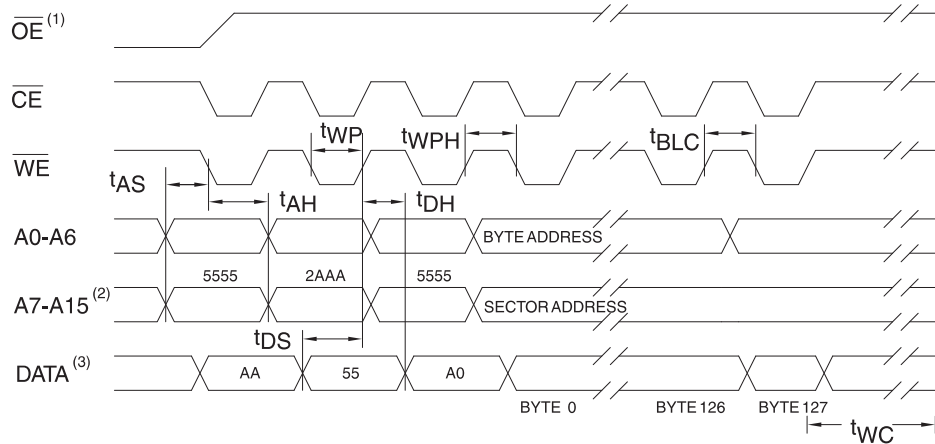 OE (1)
CE
tWP tWPH tBLC
WE
tAS
tAH tDH
A0-A6 BYTE ADDRESS
5555 2AAA 5555
A7-A15 (2) SECTOR ADDRESS
tDS
DATA (3) AA 55 A0
BYTE 0 BYTE 126 BYTE 127
tWC